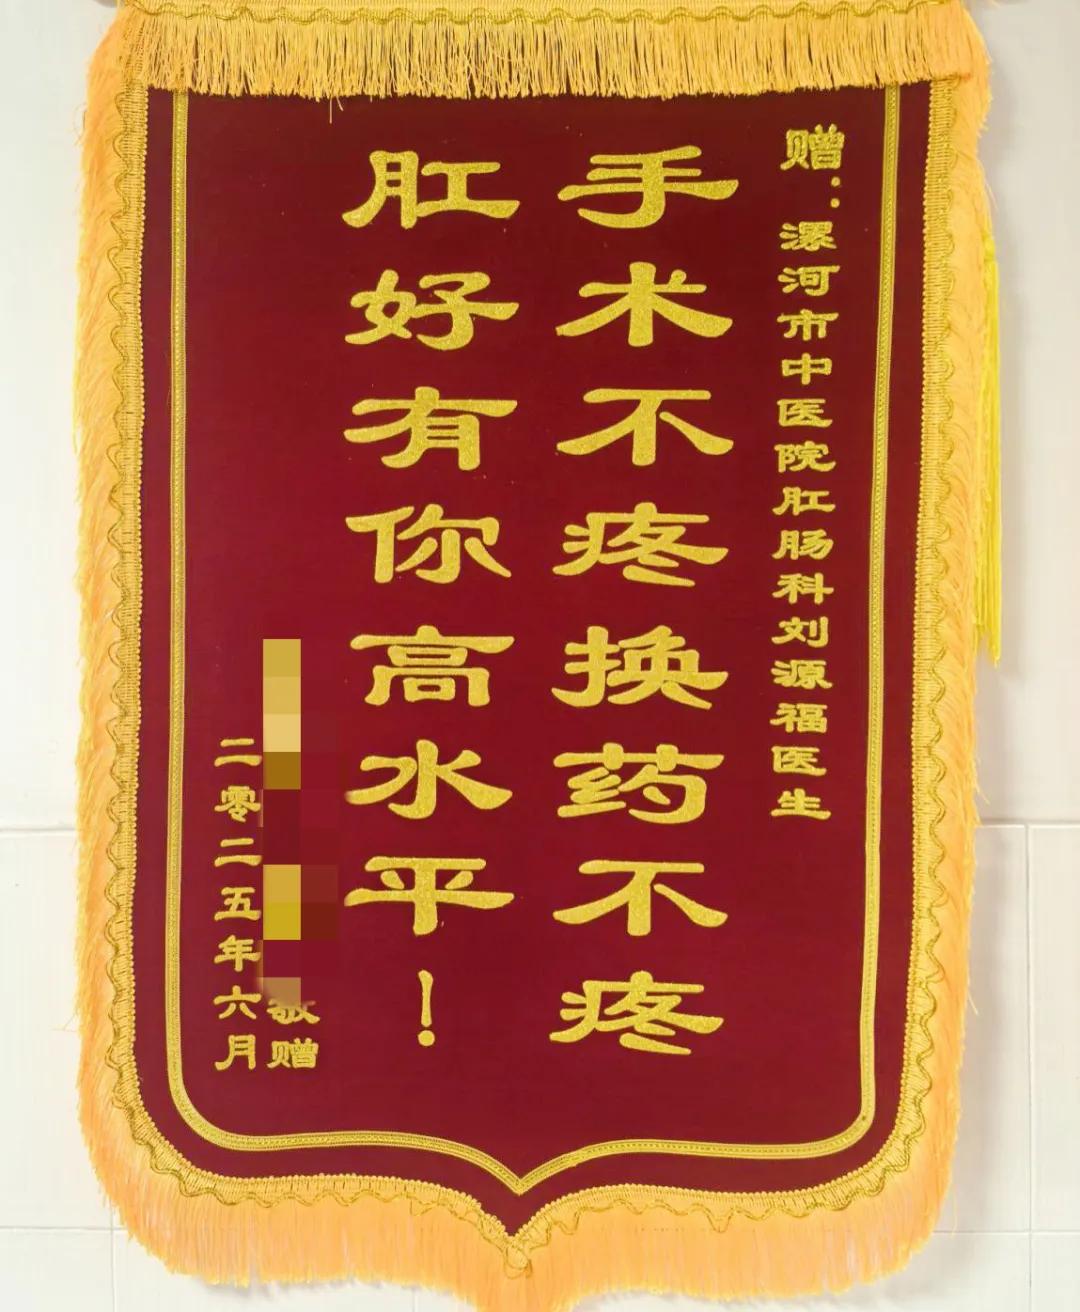 赠：漯河市中医院肛肠科刘源福医生
手术不疼换药不疼
肛好有你高水平！
敬赠
二零二五年六月